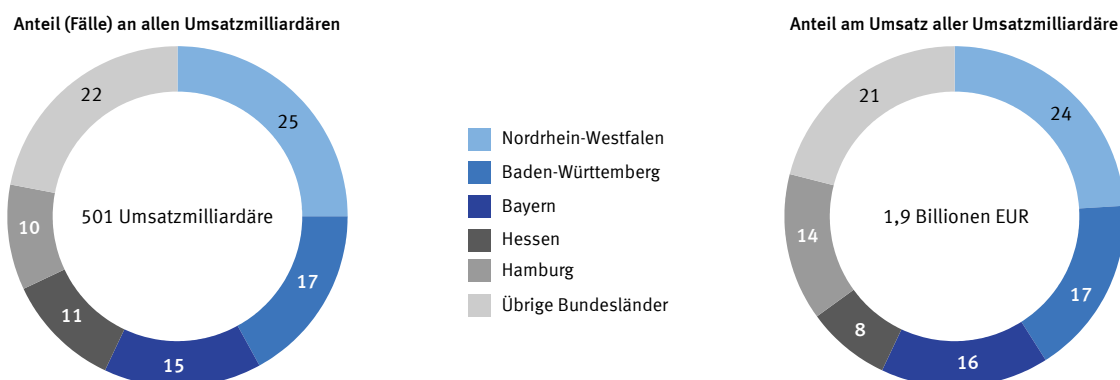 Anteil (Fälle) an allen Umsatzmilliardären
22
25
10
501 Umsatzmilliardäre
17
11
15
Nordrhein-Westfalen
Baden-Württemberg
Bayern
Hessen
Hamburg
Übrige Bundesländer
Anteil am Umsatz aller Umsatzmilliardäre
21
24
14
1,9 Billionen EUR
17
8
16